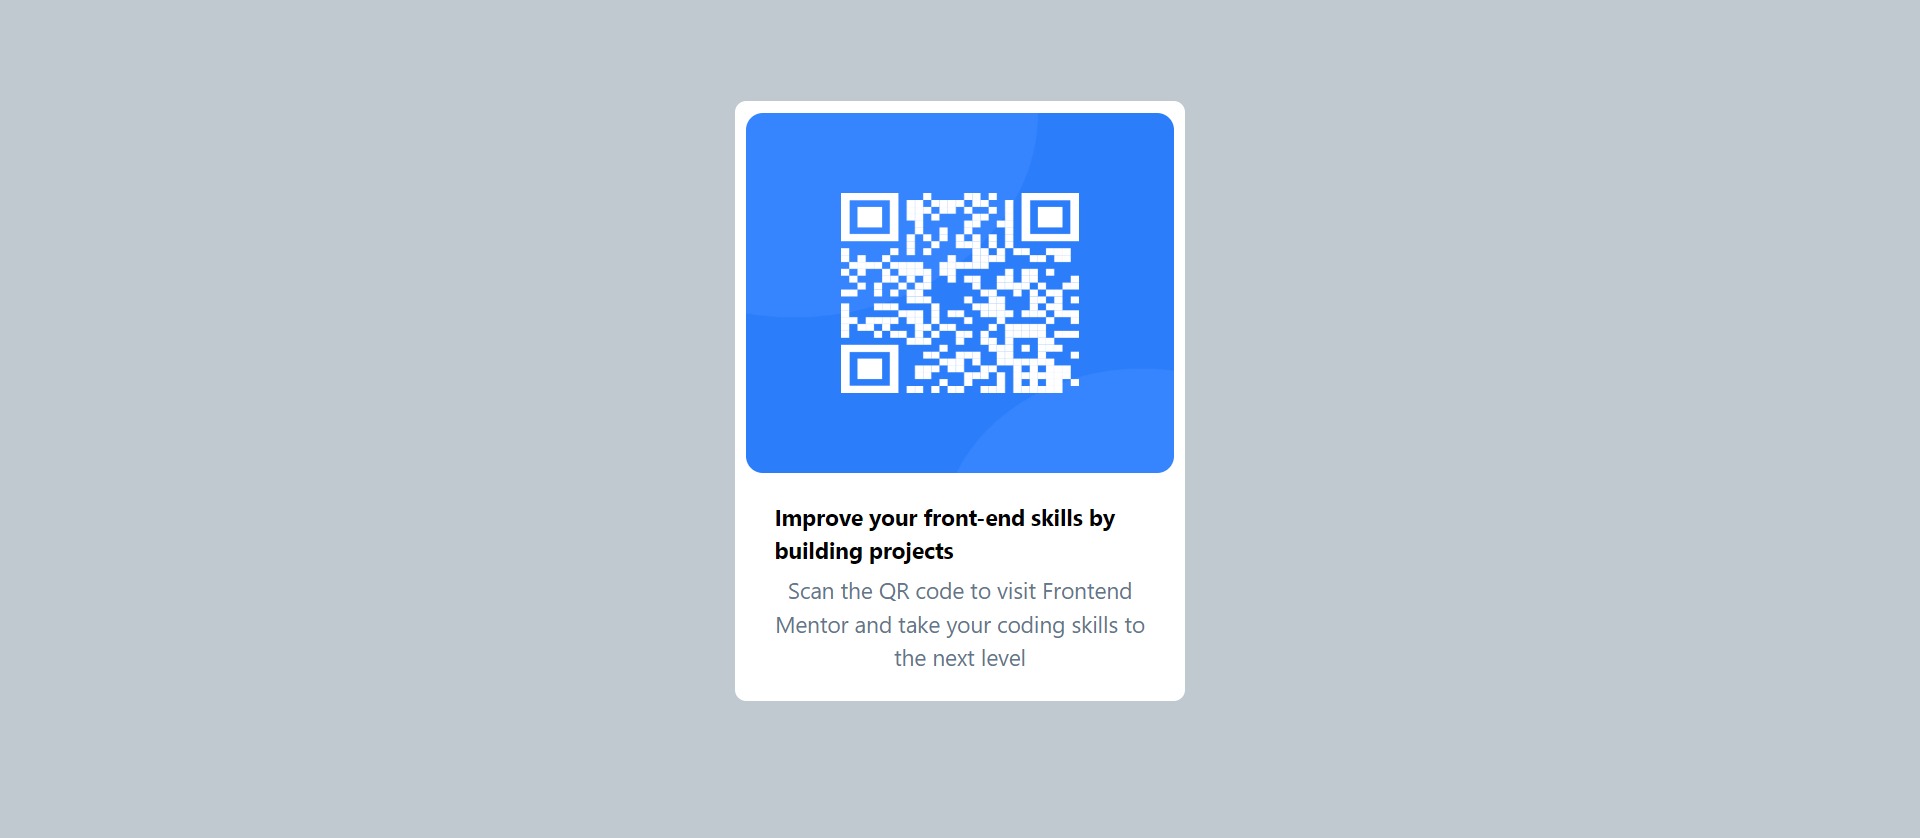 Improve your front-end skills by
building projects
Scan the QR code to visit Frontend
Mentor and take your coding skills to
the next level